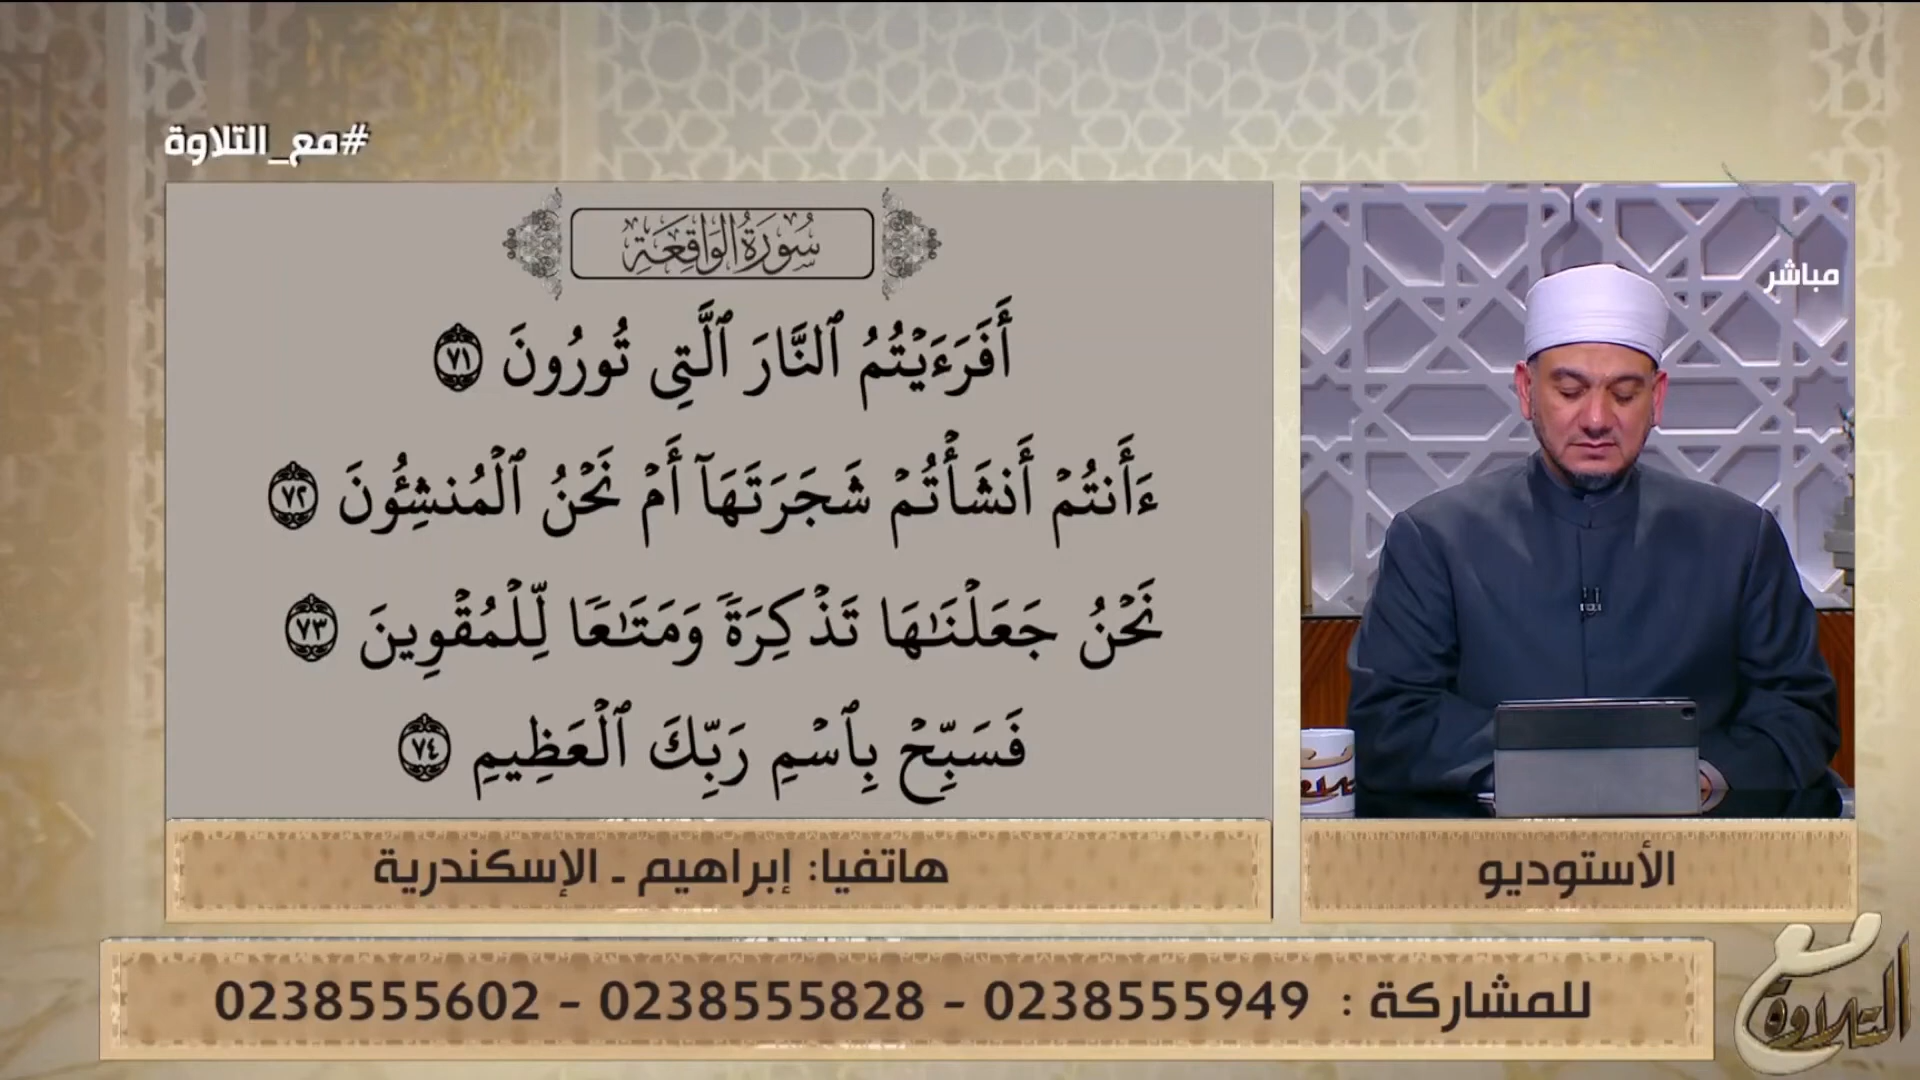 #مع_التلاوة
سُورَةُ الوَاقِعَةِ
أَفَرَءَيۡتُمُ ٱلنَّارَ ٱلَّتِي تُورُونَ ٧١
ءَأَنتُمۡ أَنشَأۡتُمۡ شَجَرَتَهَآ أَمۡ نَحۡنُ ٱلۡمُنشِـُٔونَ ٧٢
نَحۡنُ جَعَلۡنَٰهَا تَذۡكِرَةٗ وَمَتَٰعٗا لِّلۡمُقۡوِينَ ٧٣
فَسَبِّحۡ بِٱسۡمِ رَبِّكَ ٱلۡعَظِيمِ ٧٤
مباشر
الأستوديو
هاتفيا: إبراهيم - الإسكندرية
للمشاركة : 0238555949 - 0238555828 - 0238555602
مع التلاوة